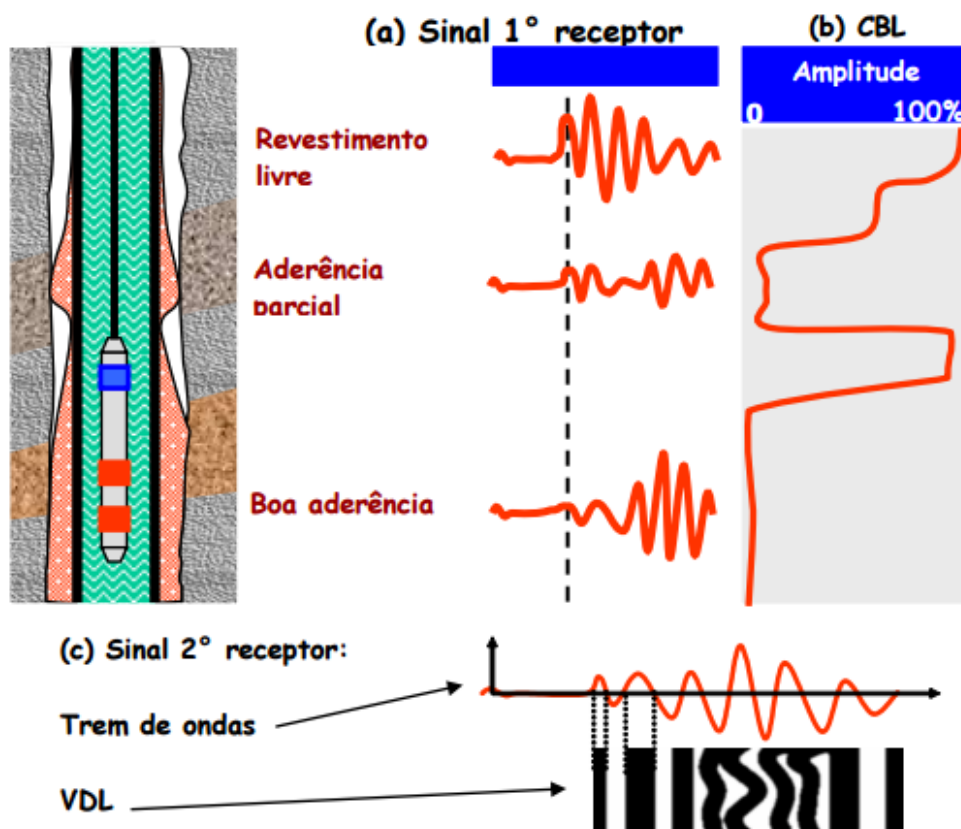 (a) Sinal 1° receptor
(b) CBL
Amplitude
0 100%
Revestimento
livre
Aderência
parcial
Boa aderência
(c) Sinal 2° receptor:
Trem de ondas
VDL